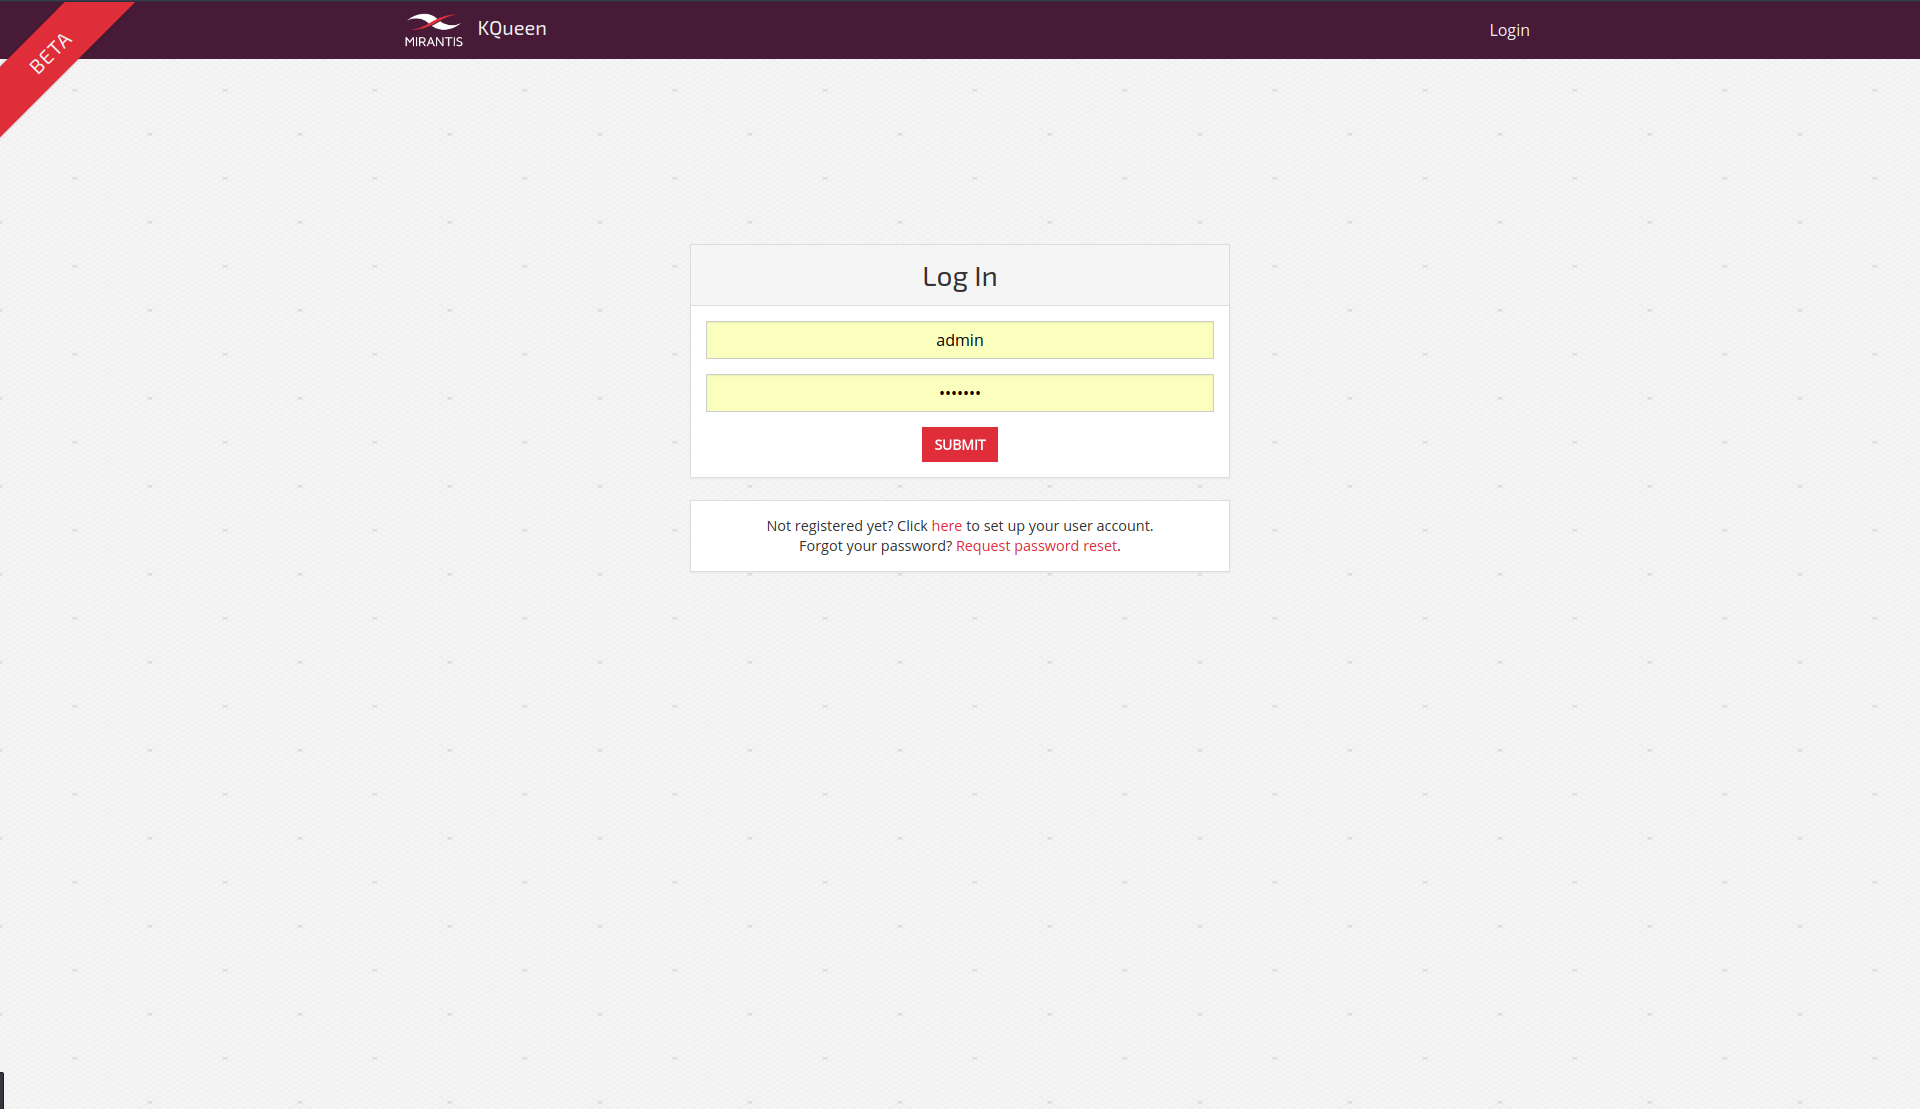 BETA
MIRANTIS
KQueen
Login
Log In
admin
•••••••
SUBMIT
Not registered yet? Click here to set up your user account.
Forgot your password? Request password reset.